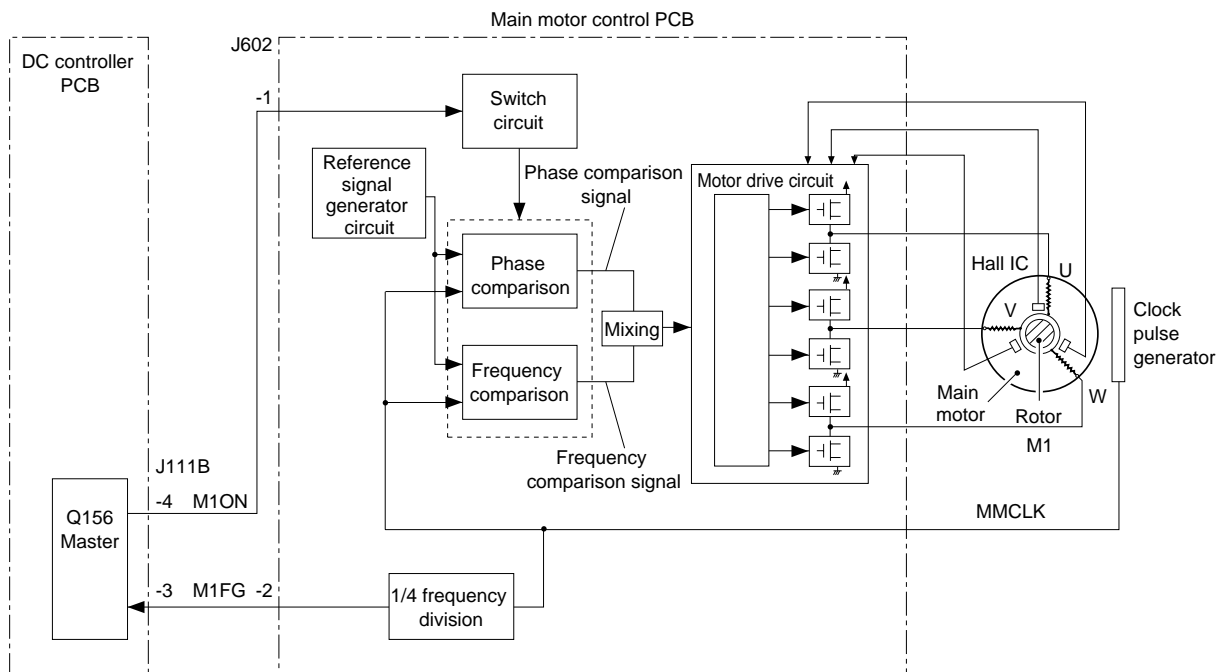 Main motor control PCB
J602
DC controller
PCB
-1
Switch
circuit
Reference
signal
generator
circuit
Phase comparison
signal
Motor drive circuit
Phase
comparison
Mixing
Frequency
comparison
Hall IC
U
V
W
Clock
pulse
generator
Main
motor
Rotor
M1
Frequency
comparison signal
J111B
-4 M1ON
Q156
Master
MMCLK
-3 M1FG -2
1/4 frequency
division